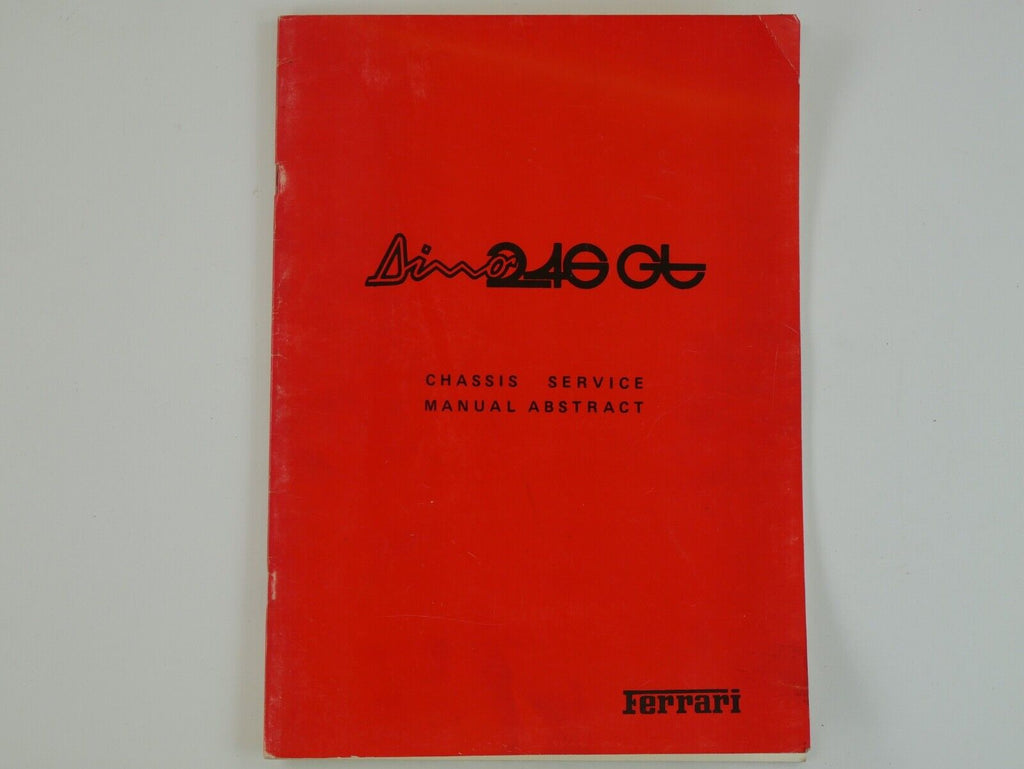 Dino 246 Gt
CHASSIS SERVICE
MANUAL ABSTRACT
Ferrari